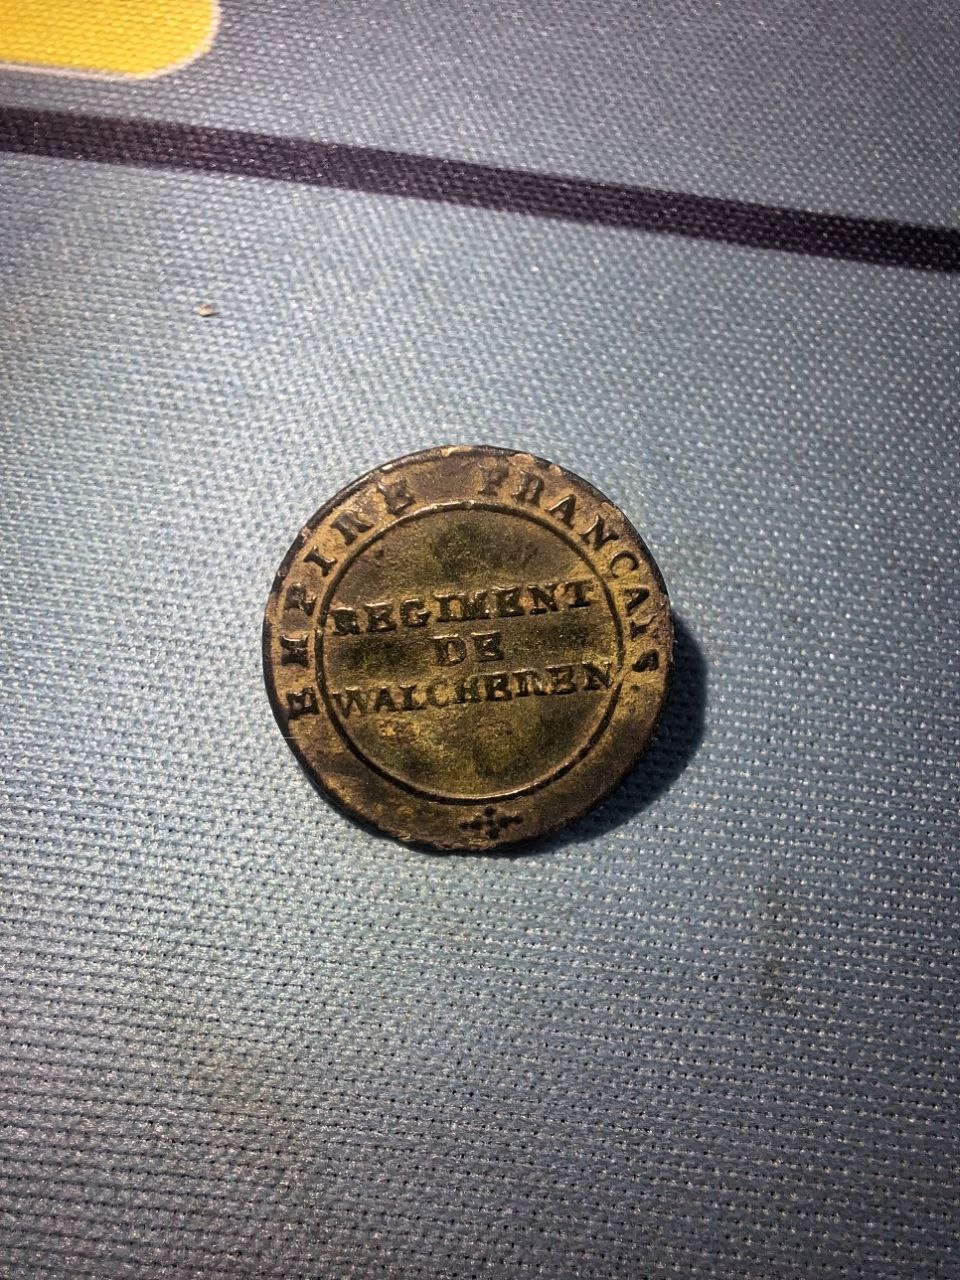 EMPIRE FRANCAIS
REGIMENT
DE
WALCHEREN